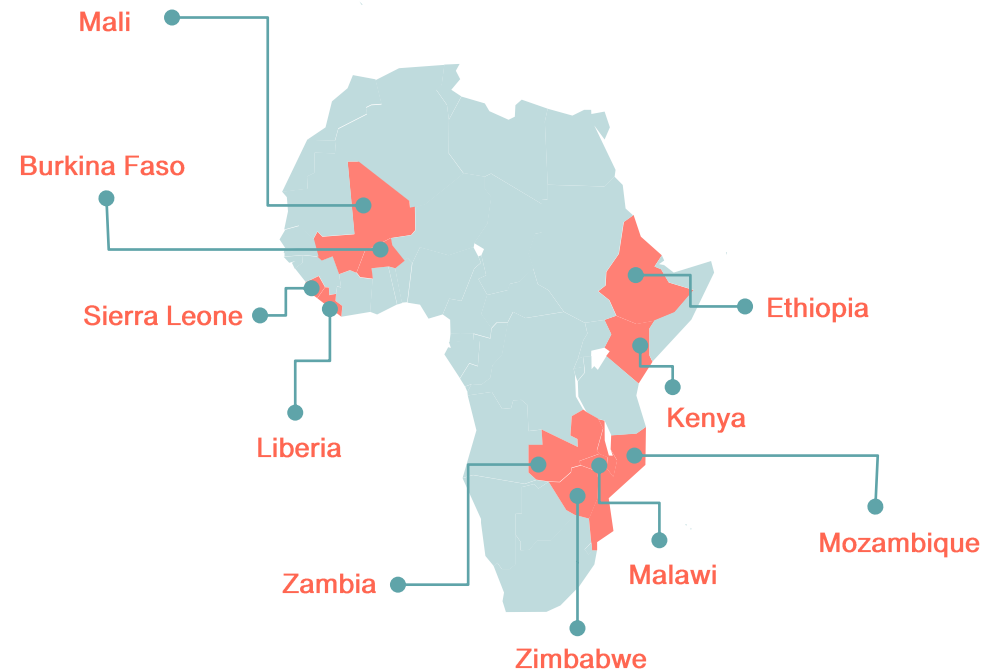 Mali
Burkina Faso
Sierra Leone
Ethiopia
Kenya
Liberia
Mozambique
Malawi
Zambia
Zimbabwe